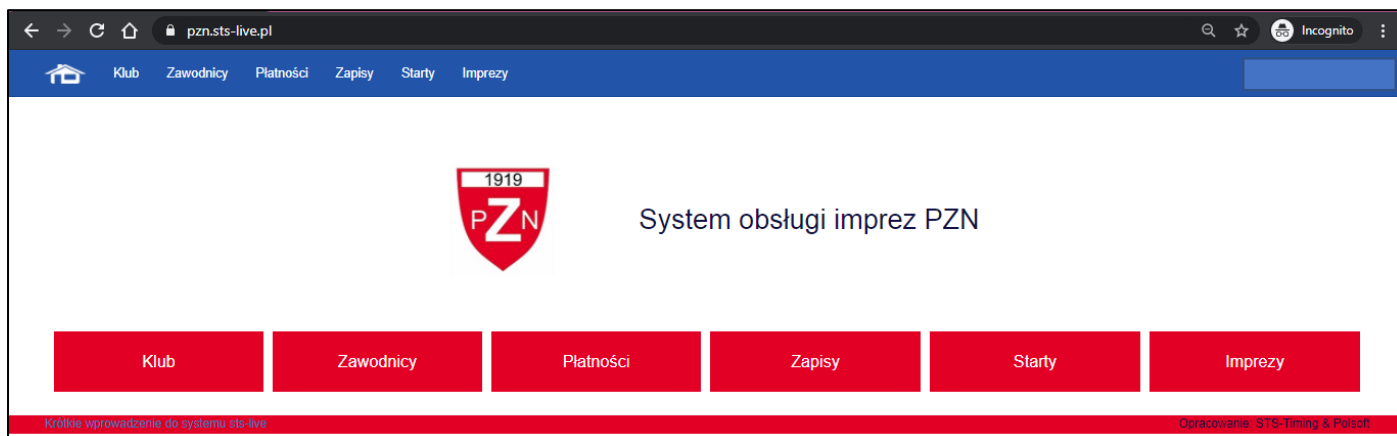 pzn.sts-live.pl Incognito
Klub Zawodnicy Płatności Zapisy Starty Imprezy
1919
PZN
System obsługi imprez PZN
Klub Zawodnicy Płatności Zapisy Starty Imprezy
Krótkie wprowadzenie do systemu sts-live Opracowanie: STS-Timing & Polsoft